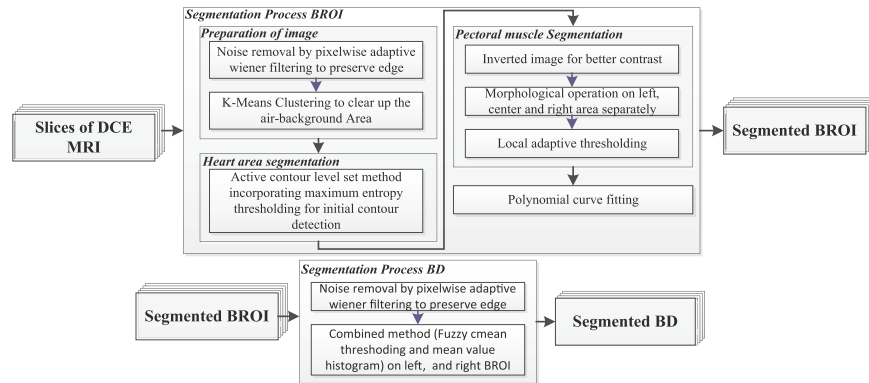 Segmentation Process BROI
Preparation of image
Noise removal by pixelwise adaptive
wiener filtering to preserve edge
K-Means Clustering to clear up the
air-background Area
Heart area segmentation
Active contour level set method
incorporating maximum entropy
thresholding for initial contour
detection
Pectoral muscle Segmentation
Inverted image for better contrast
Morphological operation on left,
center and right area separately
Local adaptive thresholding
Polynomial curve fitting
Slices of DCE
MRI
Segmented BROI
Segmentation Process BD
Noise removal by pixelwise adaptive
wiener filtering to preserve edge
Combined method (Fuzzy cmean
threshoding and mean value
histogram) on left, and right BROI
Segmented BROI
Segmented BD